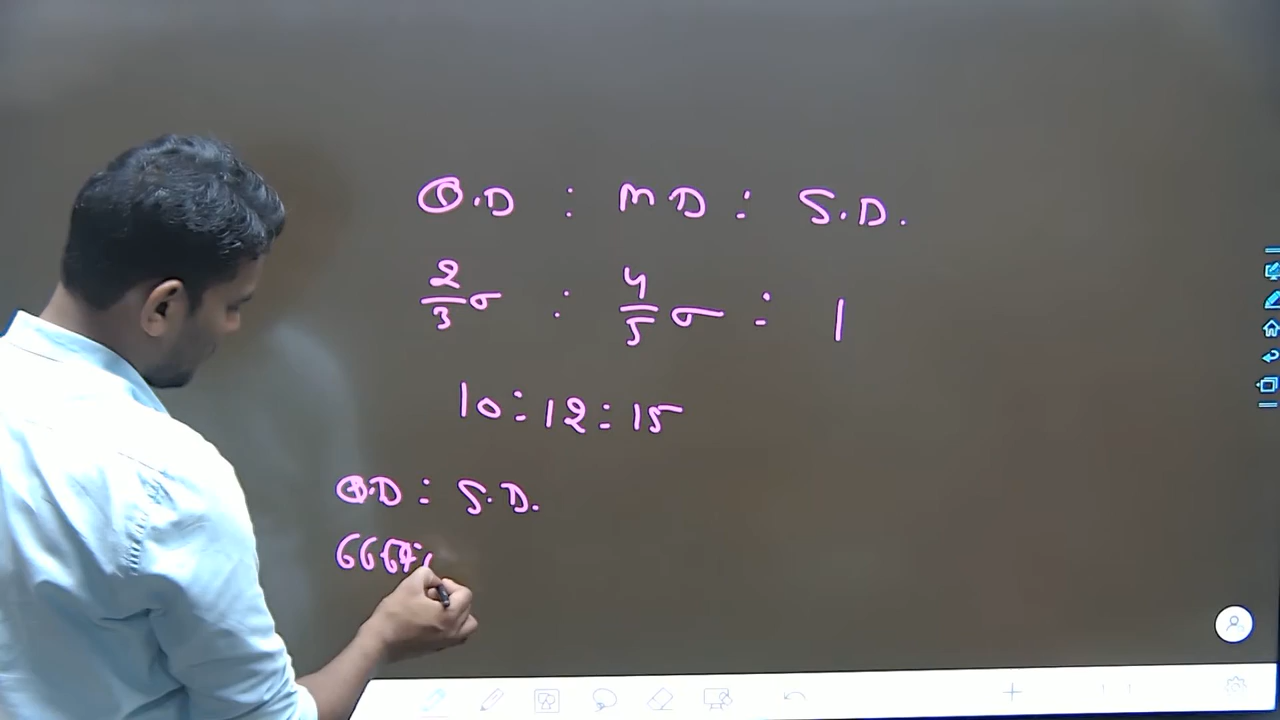 Q.D : MD : S.D.
2/3 σ : 4/5 σ : 1
10 : 12 : 15
Q.D : S.D.